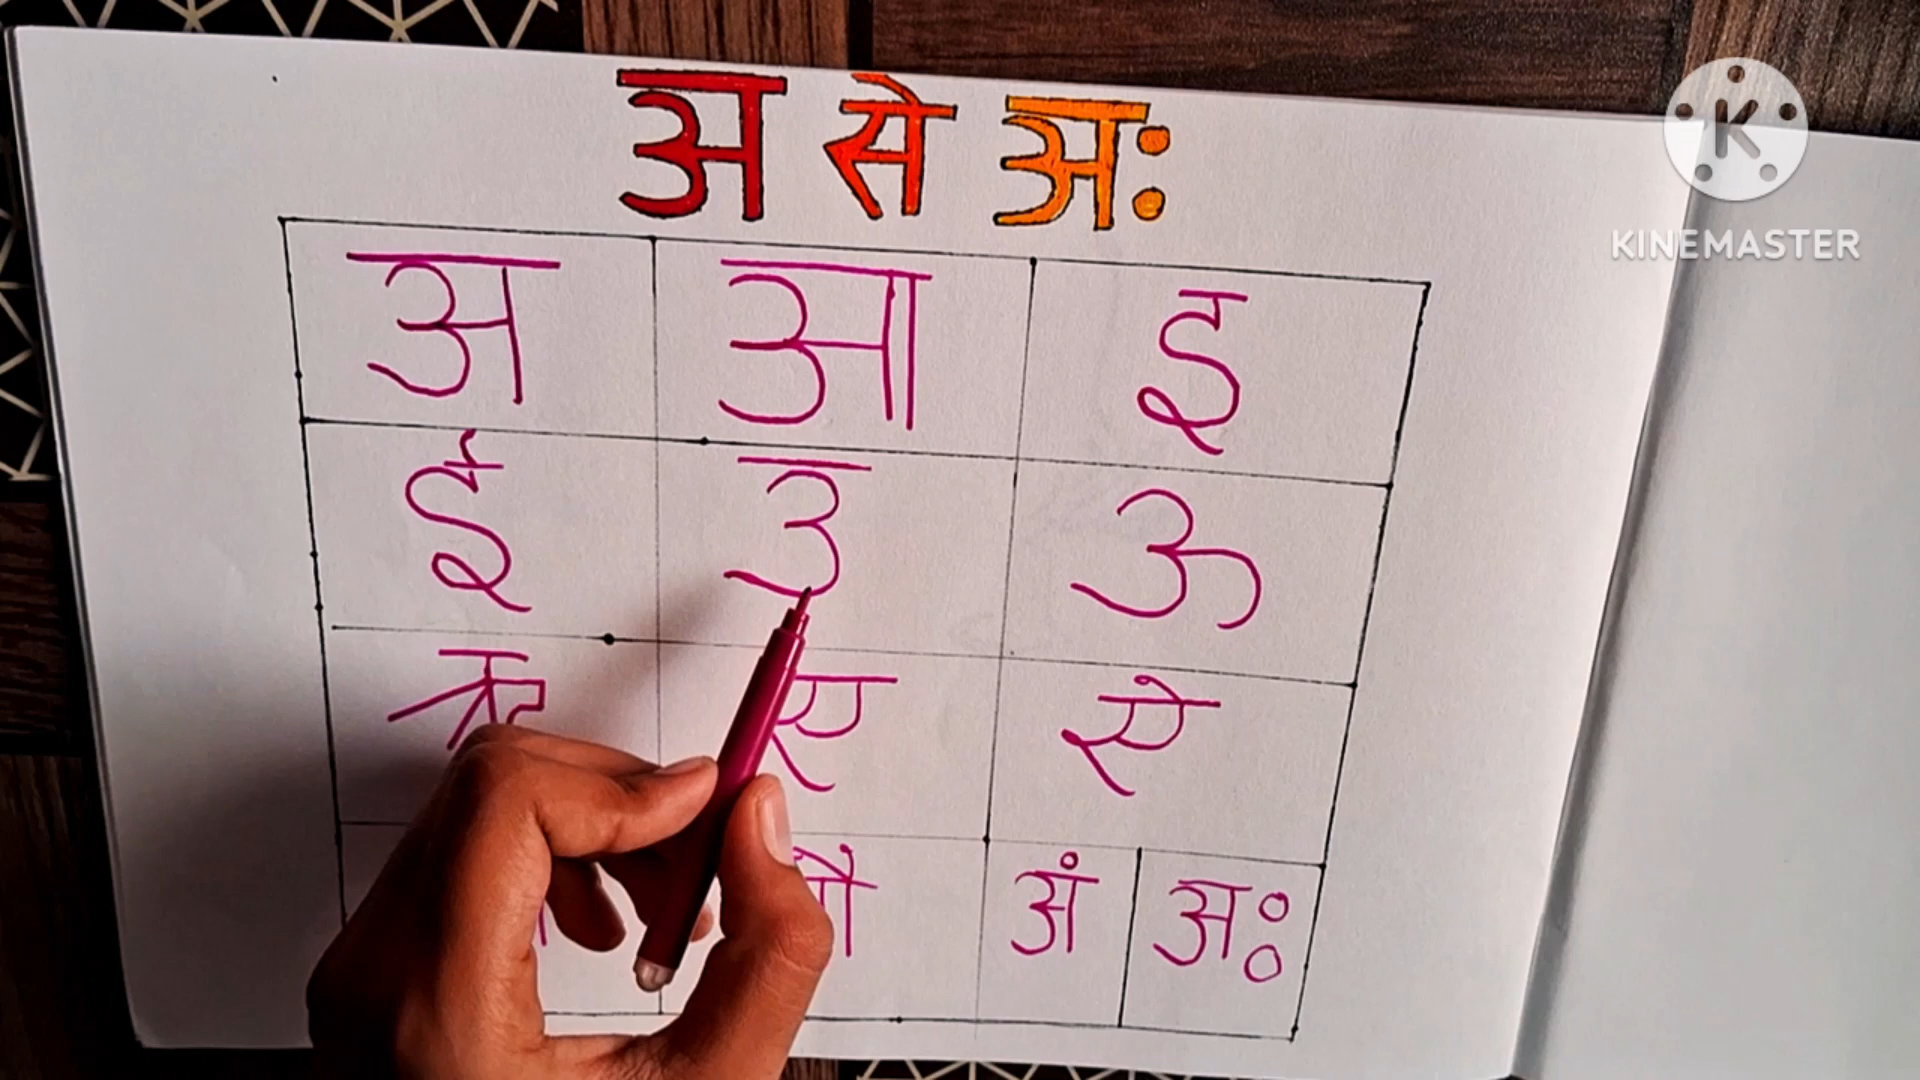 अ से अः
अ आ इ
ई उ ऊ
ऋ ए ऐ
औ अं अः
KINEMASTER